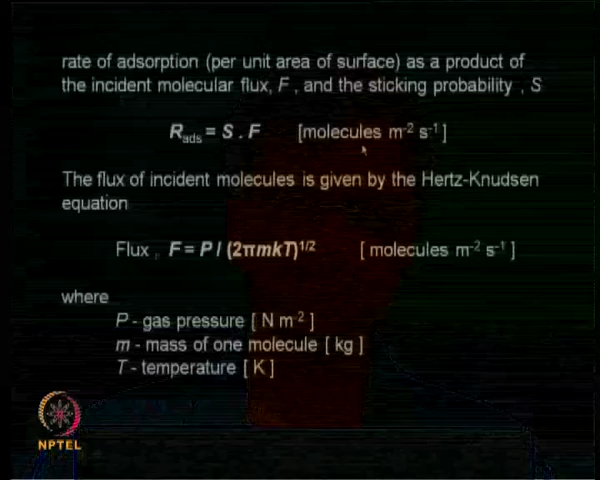 rate of adsorption (per unit area of surface) as a product of
the incident molecular flux, F , and the sticking probability , S
R_ads = S . F [molecules m⁻² s⁻¹ ]
The flux of incident molecules is given by the Hertz-Knudsen
equation
Flux , F = P / (2πmkT)^1/2 [ molecules m⁻² s⁻¹ ]
where
P - gas pressure [ N m⁻² ]
m - mass of one molecule [ kg ]
T - temperature [ K ]
NPTEL